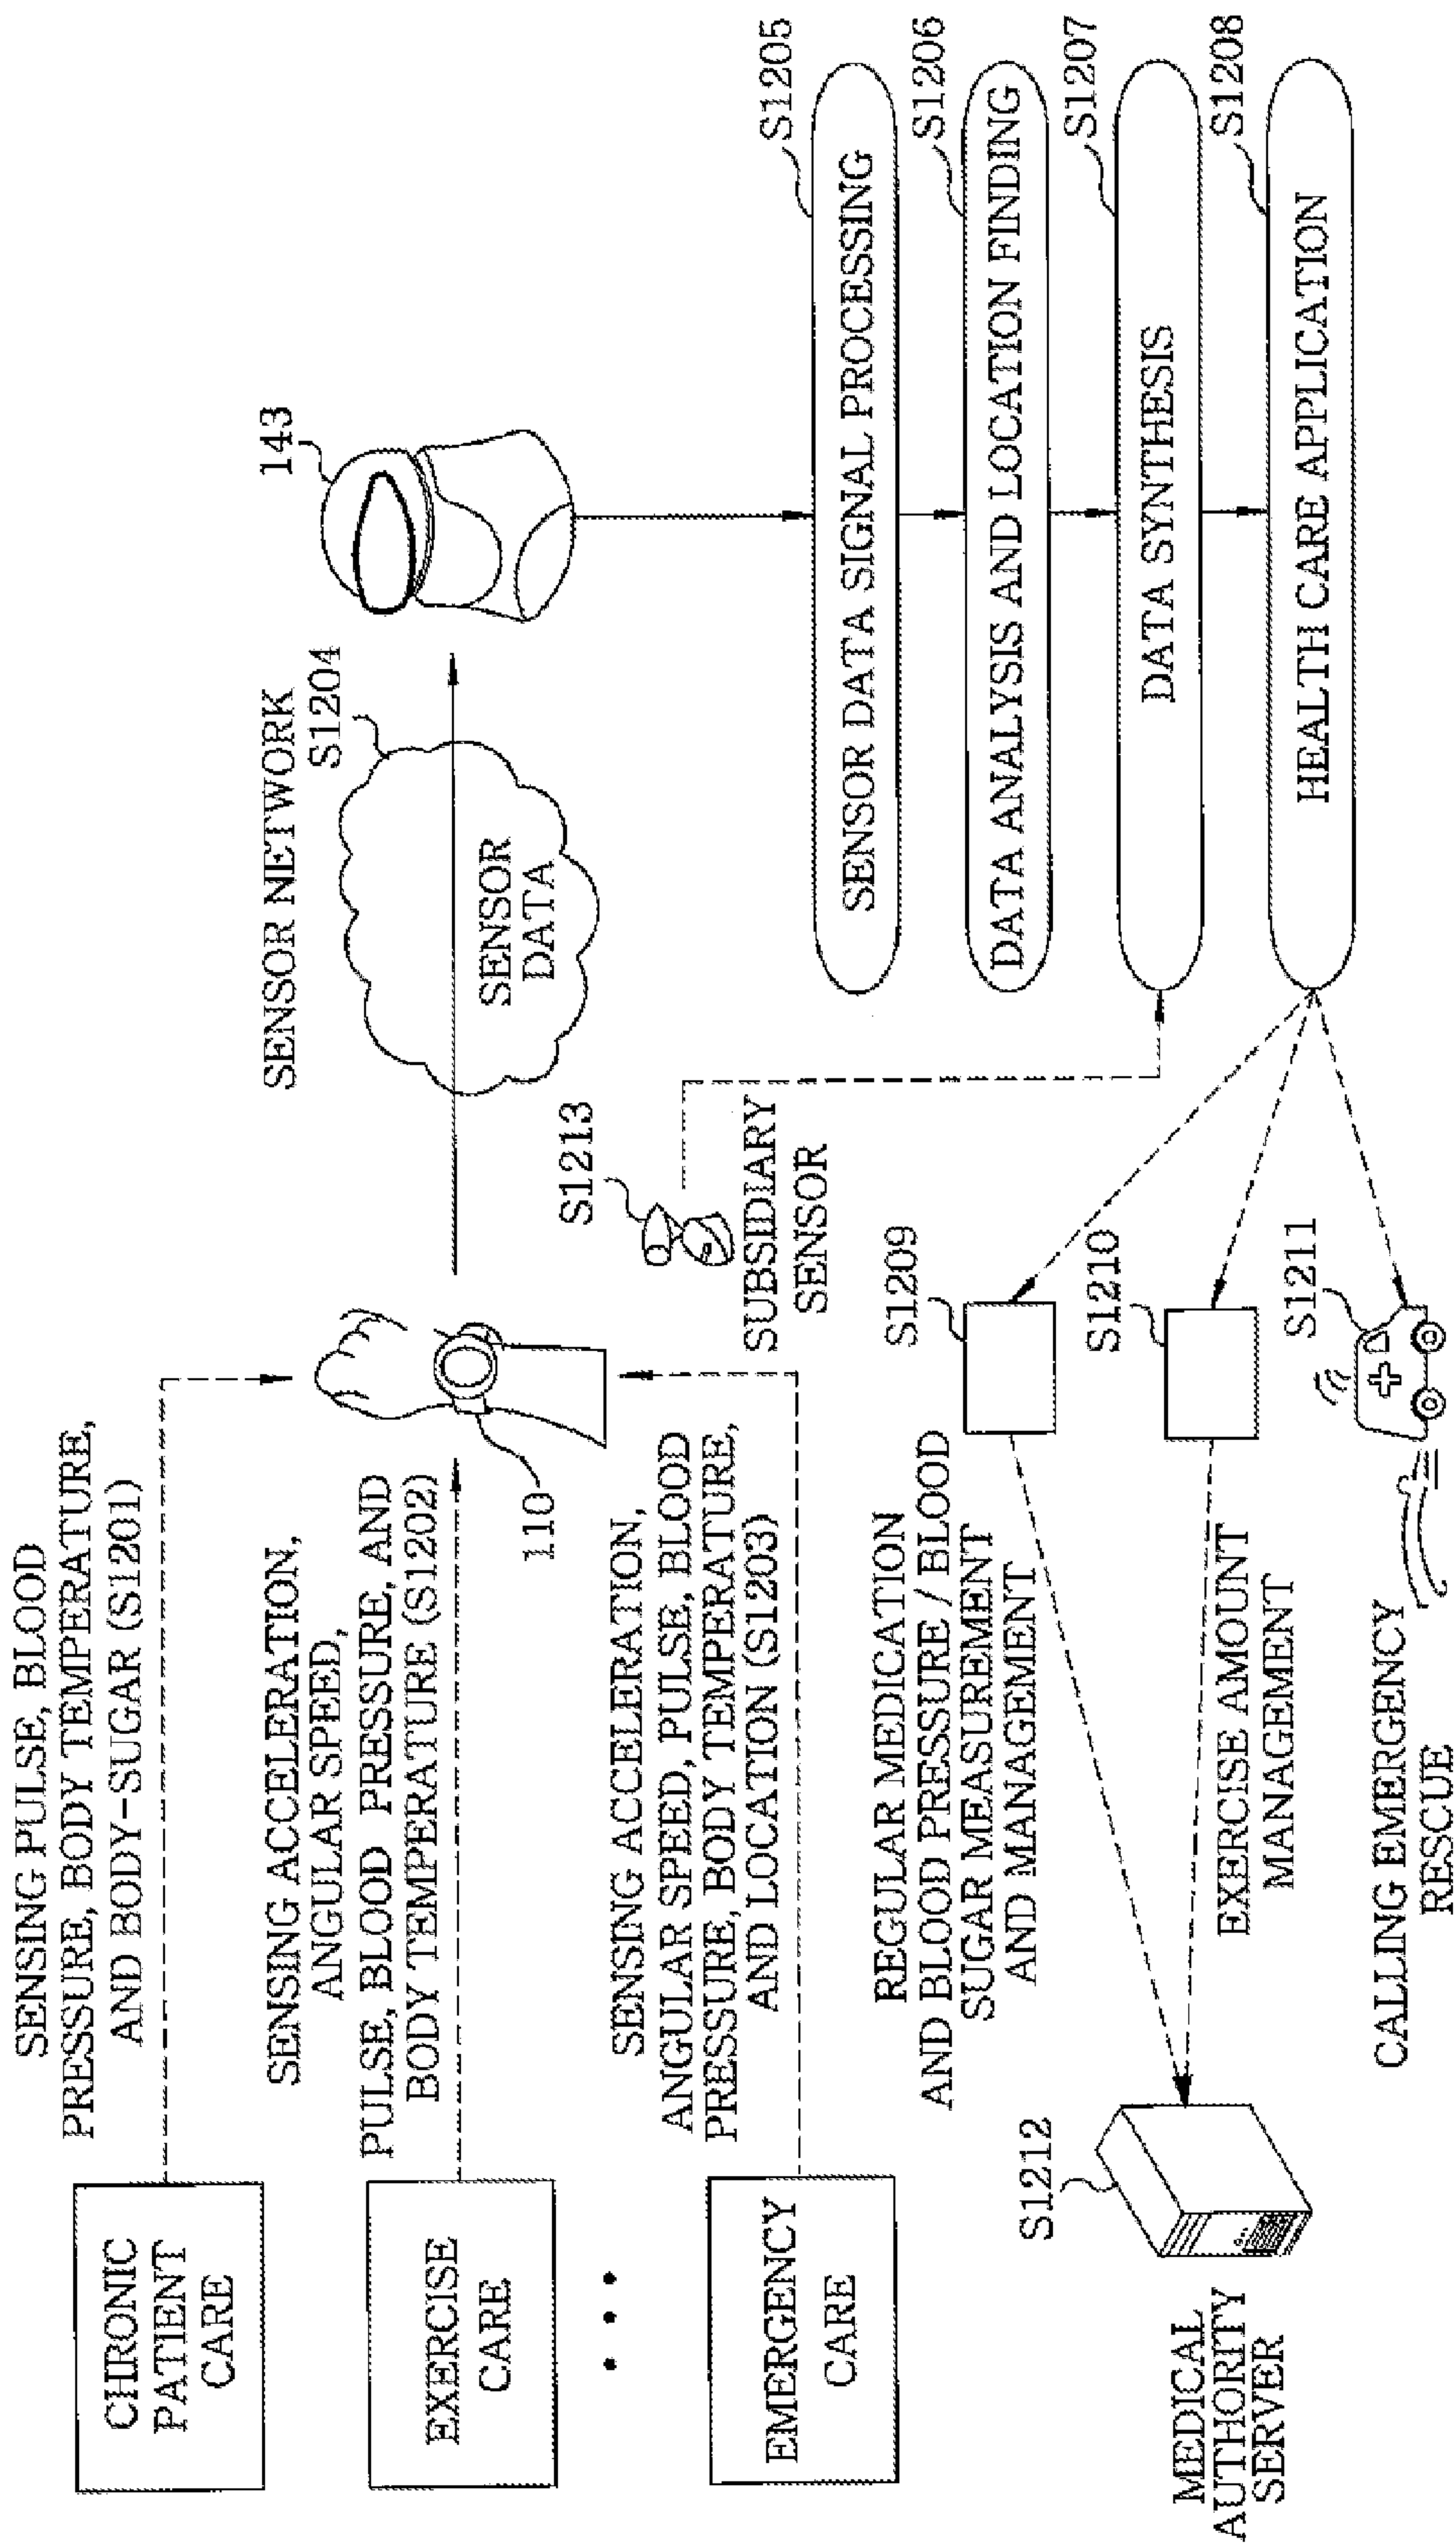 CHRONIC
PATIENT
CARE
SENSING PULSE, BLOOD
PRESSURE, BODY TEMPERATURE,
AND BODY-SUGAR (S1201)
EXERCISE
CARE
SENSING ACCELERATION,
ANGULAR SPEED,
PULSE, BLOOD PRESSURE, AND
BODY TEMPERATURE (S1202)
EMERGENCY
CARE
SENSING ACCELERATION,
ANGULAR SPEED, PULSE, BLOOD
PRESSURE, BODY TEMPERATURE,
AND LOCATION (S1203)
110
SENSOR NETWORK
S1204
SENSOR
DATA
143
S1213
SUBSIDIARY
SENSOR
S1205
SENSOR DATA SIGNAL PROCESSING
S1206
DATA ANALYSIS AND LOCATION FINDING
S1207
DATA SYNTHESIS
S1208
HEALTH CARE APPLICATION
S1209
REGULAR MEDICATION
AND BLOOD PRESSURE / BLOOD
SUGAR MEASUREMENT
AND MANAGEMENT
S1210
EXERCISE AMOUNT
MANAGEMENT
S1211
CALLING EMERGENCY
RESCUE
S1212
MEDICAL
AUTHORITY
SERVER